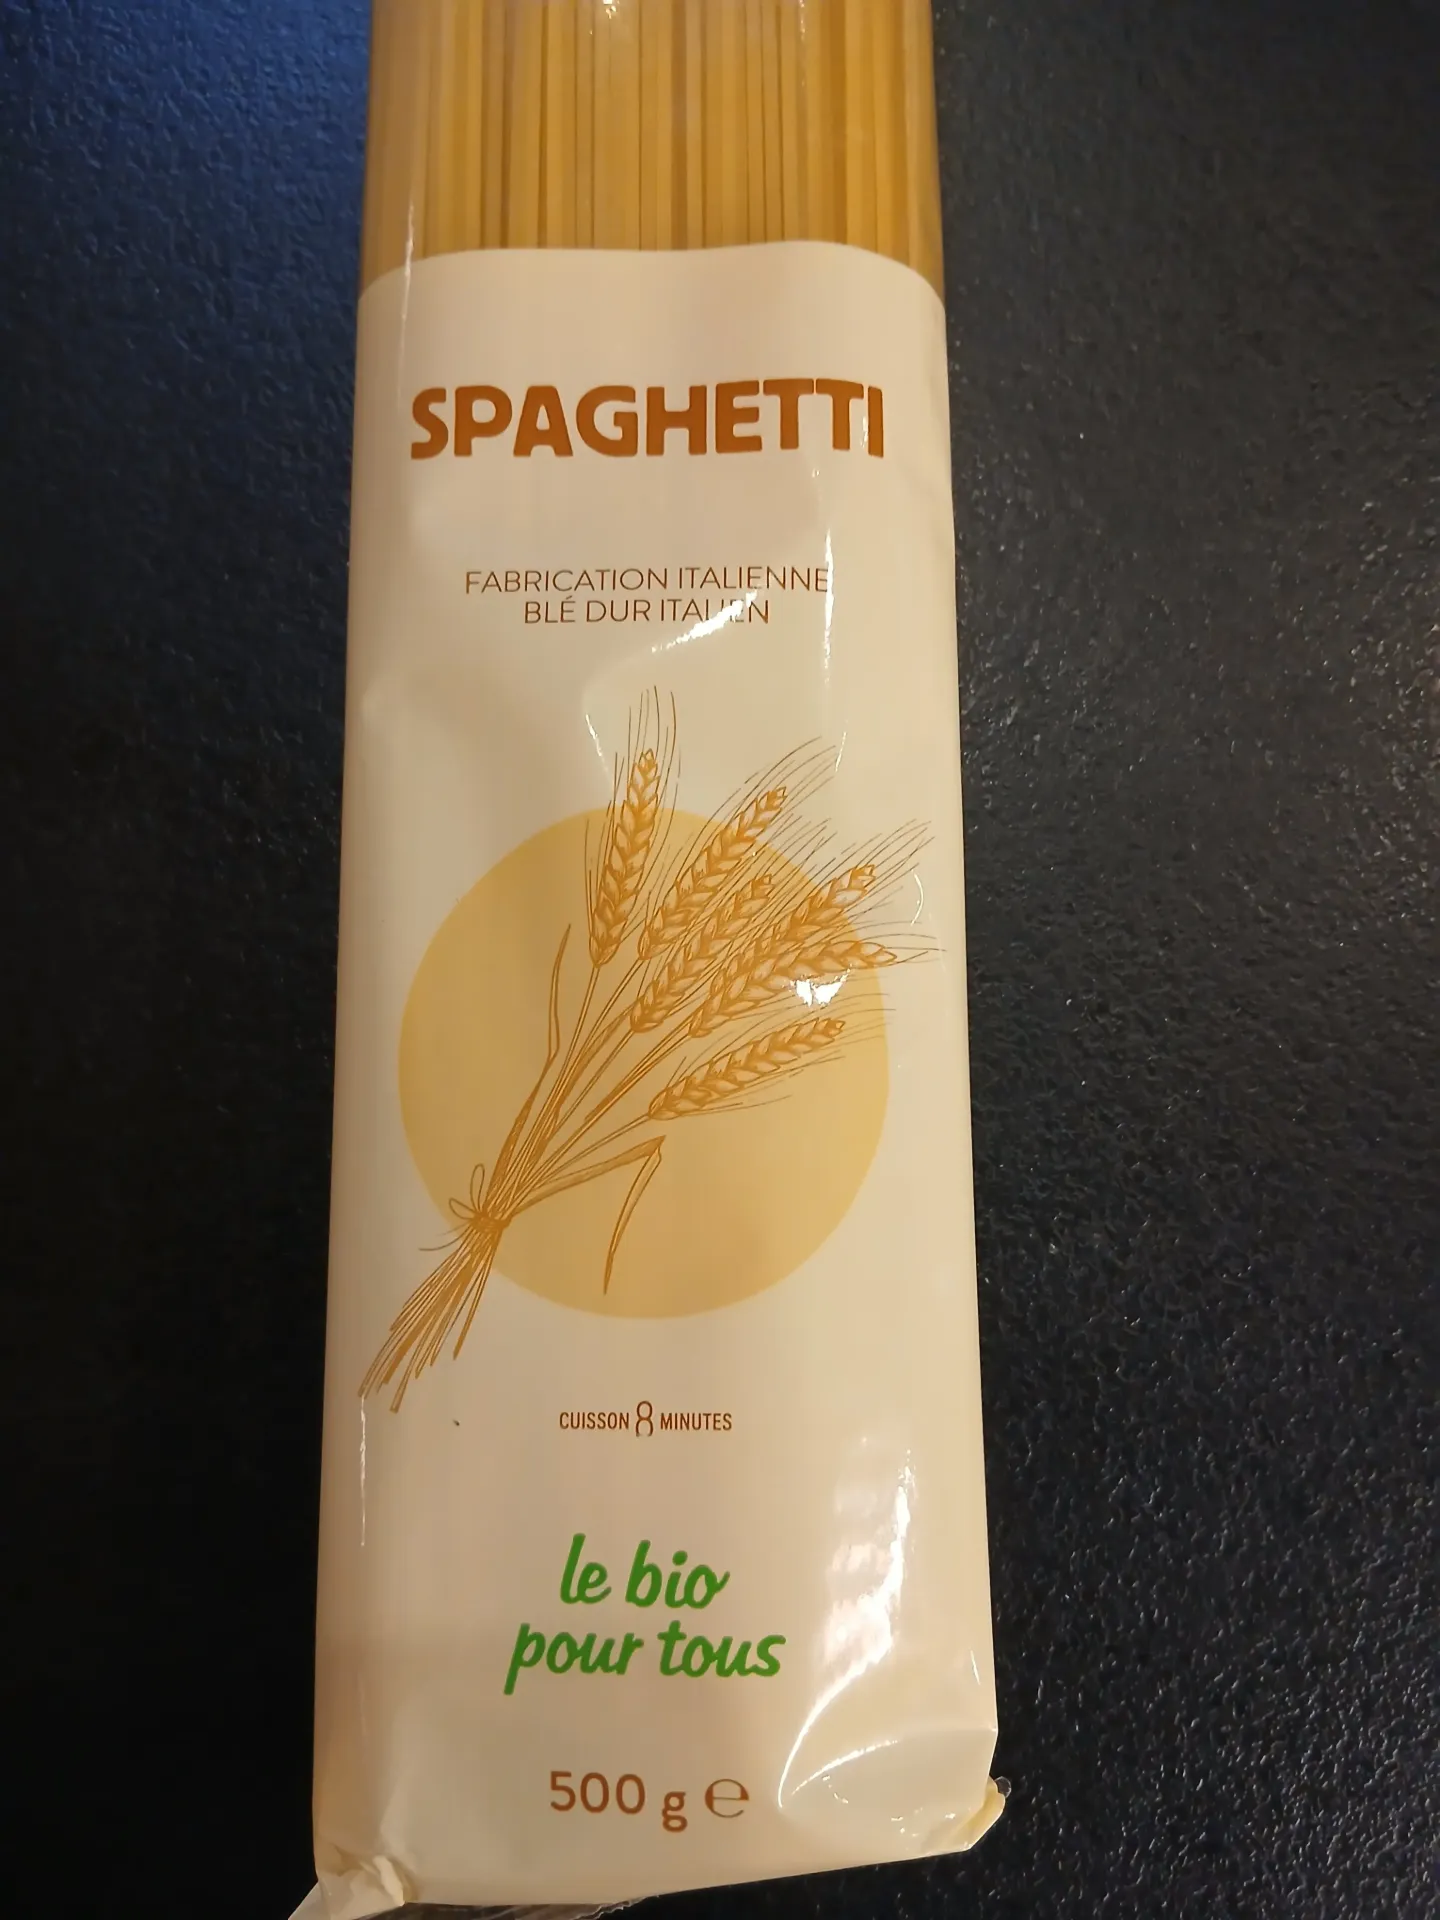 SPAGHETTI
FABRICATION ITALIENNE
BLÉ DUR ITALIEN
CUISSON 8 MINUTES
le bio
pour tous
500 g ℮